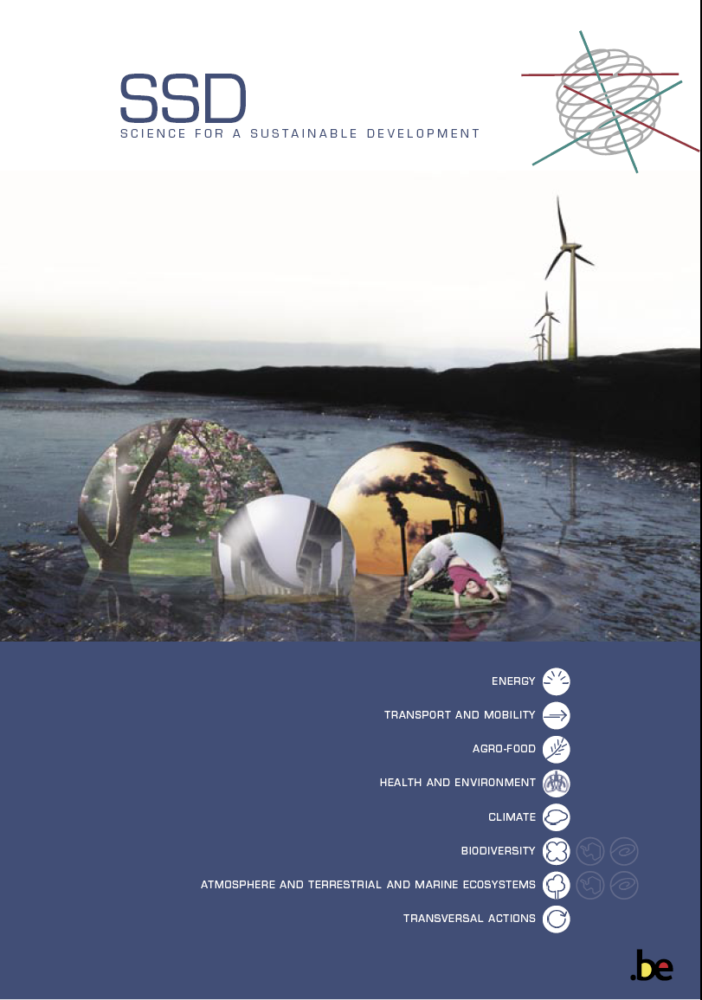 SSD
SCIENCE FOR A SUSTAINABLE DEVELOPMENT
ENERGY
TRANSPORT AND MOBILITY
AGRO-FOOD
HEALTH AND ENVIRONMENT
CLIMATE
BIODIVERSITY
ATMOSPHERE AND TERRESTRIAL AND MARINE ECOSYSTEMS
TRANSVERSAL ACTIONS
.be